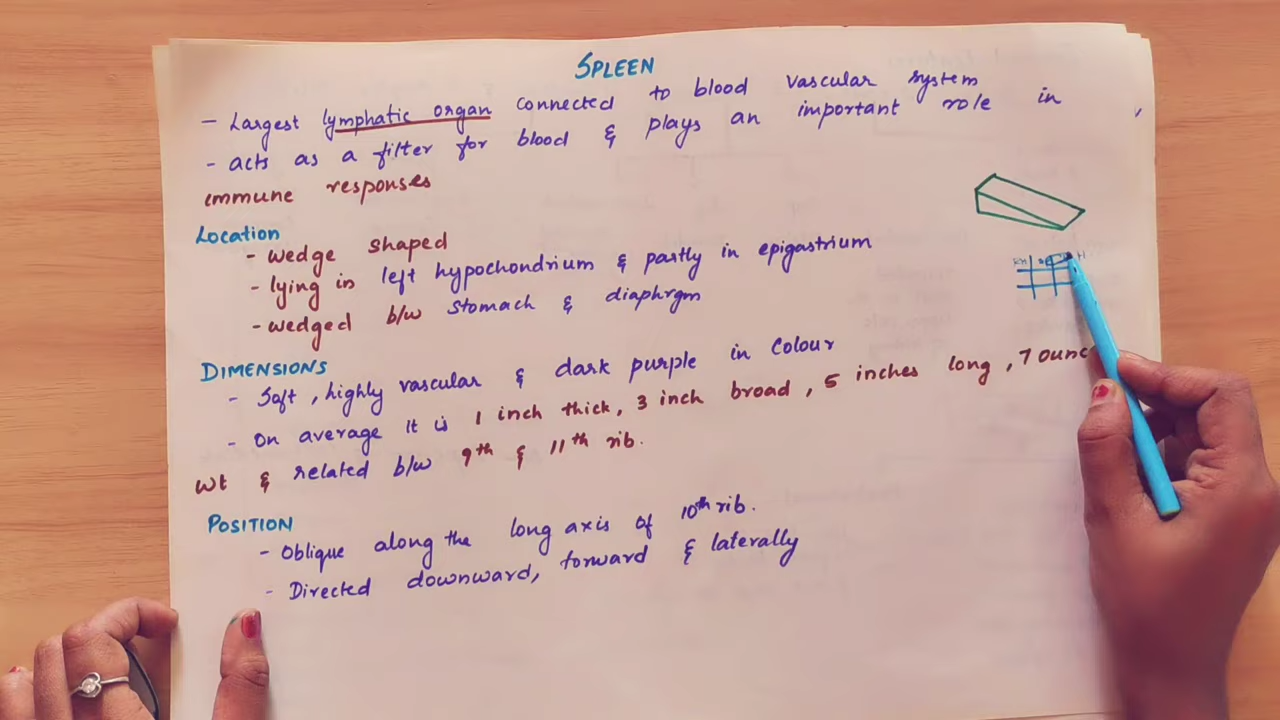 SPLEEN
- Largest lymphatic organ connected to blood vascular system
- acts as a filter for blood & plays an important role in
immune responses
Location
- wedge shaped
- lying in left hypochondrium & partly in epigastrium
- wedged b/w stomach & diaphrgm
DIMENSIONS
- Soft, highly vascular & dark purple in Colour
- On average it is 1 inch thick, 3 inch broad, 5 inches long, 7 ounc
wt & related b/w 9th & 11th rib.
POSITION
- Oblique along the long axis of 10th rib.
- Directed downward, forward & laterally